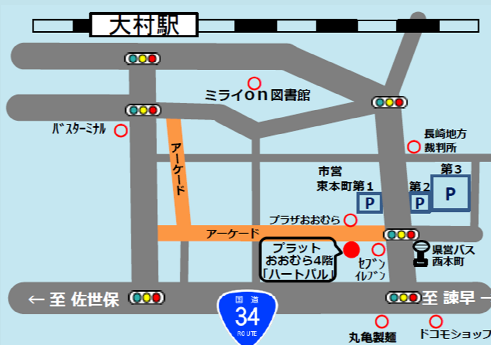 大村駅
ミライon図書館
バスターミナル
アーケード
長崎地方
裁判所
市営
東本町第1
第2
第3
P
P
P
プラザおおむら
アーケード
プラット
おおむら4階
「ハートパル」
セブン
イレブン
県営バス
西本町
← 至 佐世保
国道
34
ROUTE
至 諫早 →
丸亀製麺
ドコモショップ